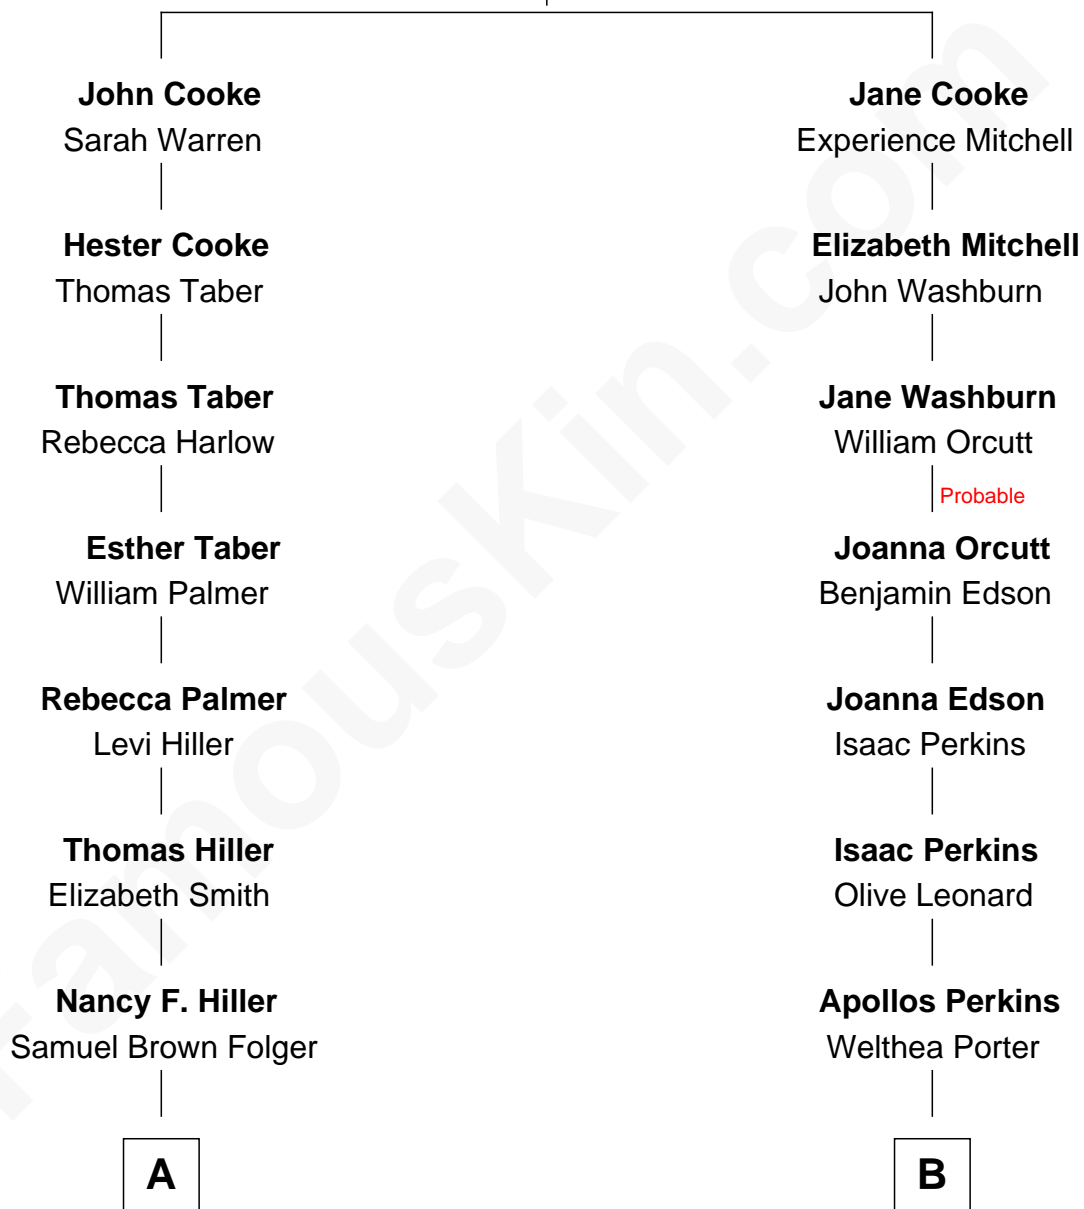 John Cooke
Sarah Warren
Jane Cooke
Experience Mitchell
Hester Cooke
Thomas Taber
Elizabeth Mitchell
John Washburn
Thomas Taber
Rebecca Harlow
Jane Washburn
William Orcutt
Probable
Esther Taber
William Palmer
Joanna Orcutt
Benjamin Edson
Rebecca Palmer
Levi Hiller
Joanna Edson
Isaac Perkins
Thomas Hiller
Elizabeth Smith
Isaac Perkins
Olive Leonard
Nancy F. Hiller
Samuel Brown Folger
Apollos Perkins
Welthea Porter
A
B
FamousKin.com